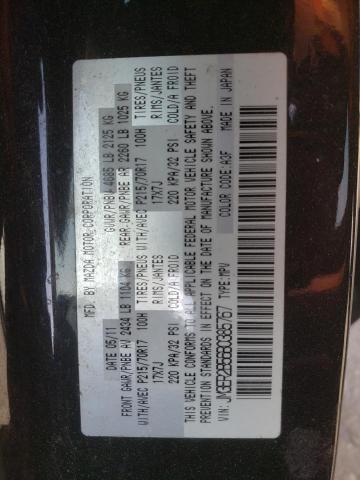 MFD. BY MAZDA MOTOR CORPORATION
DATE 05/11 GVWR/PNBV 4685 LB 2125 KG
FRONT GAWR/PNBE AV 2434 LB 1104 KG REAR GAWR/PNBE AR 2260 LB 1025 KG
WITH/AVEC P215/70R17 100H TIRES/PNEUS WITH/AVEC P215/70R17 100H TIRES/PNEUS
17X7J RIMS/JANTES 17X7J RIMS/JANTES
220 KPA/32 PSI COLD/A FROID 220 KPA/32 PSI COLD/A FROID
THIS VEHICLE CONFORMS TO ALL APPLICABLE FEDERAL MOTOR VEHICLE SAFETY AND THEFT
PREVENTION STANDARDS IN EFFECT ON THE DATE OF MANUFACTURE SHOWN ABOVE.
VIN: JM3ER2B56B0385767 TYPE: MPV COLOR CODE: A3F MADE IN JAPAN